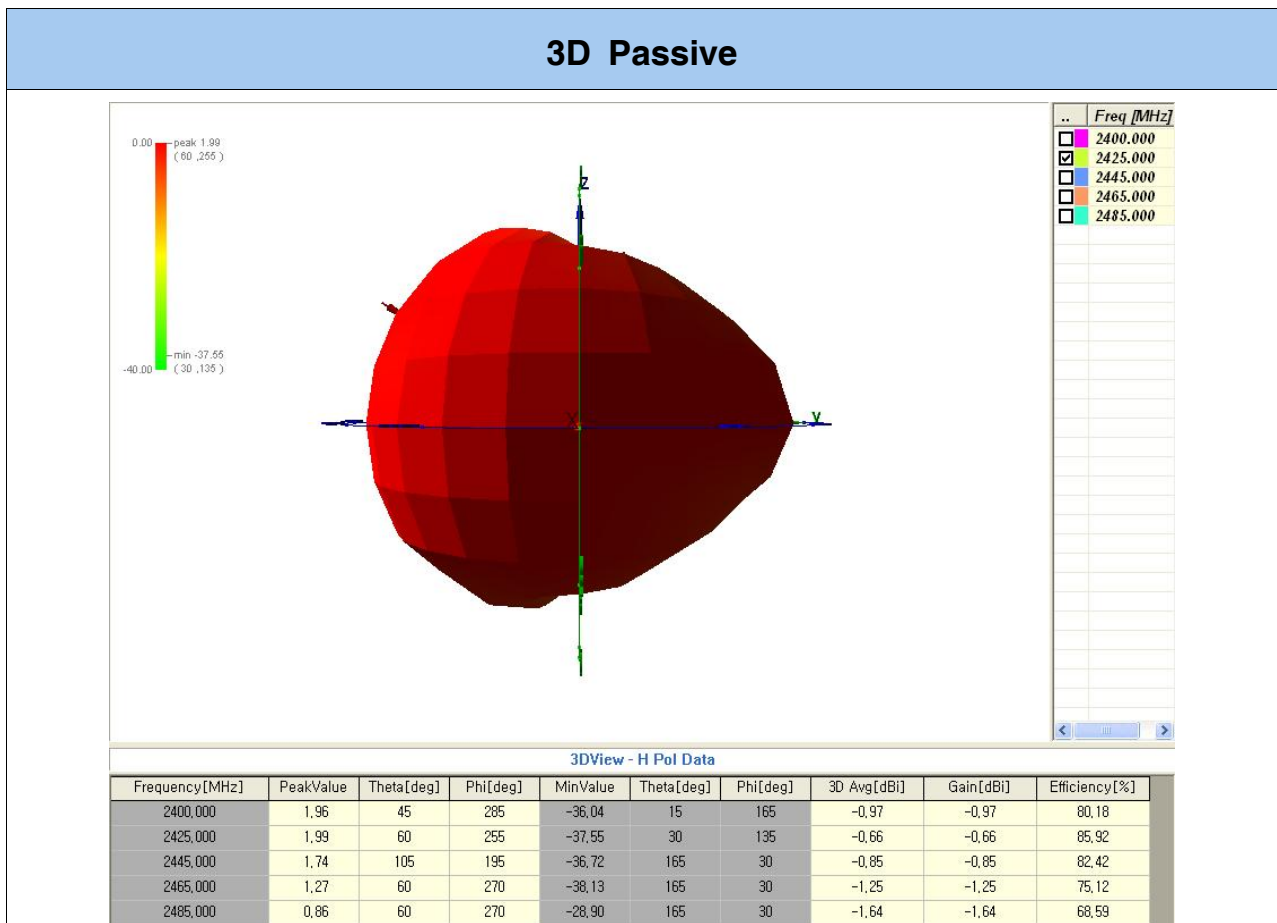 3D Passive
0.00
peak 1.99
( 60 ,255 )
min -37.55
-40.00
( 30 ,135 )
Z
X
Y
.. Freq [MHz]
2400.000
2425.000
2445.000
2465.000
2485.000
3DView - H Pol Data
Frequency[MHz] PeakValue Theta[deg] Phi[deg] MinValue Theta[deg] Phi[deg] 3D Avg[dBi] Gain[dBi] Efficiency[%]
2400,000 1,96 45 285 -36,04 15 165 -0,97 -0,97 80,18
2425,000 1,99 60 255 -37,55 30 135 -0,66 -0,66 85,92
2445,000 1,74 105 195 -36,72 165 30 -0,85 -0,85 82,42
2465,000 1,27 60 270 -38,13 165 30 -1,25 -1,25 75,12
2485,000 0,86 60 270 -28,90 165 30 -1,64 -1,64 68,59